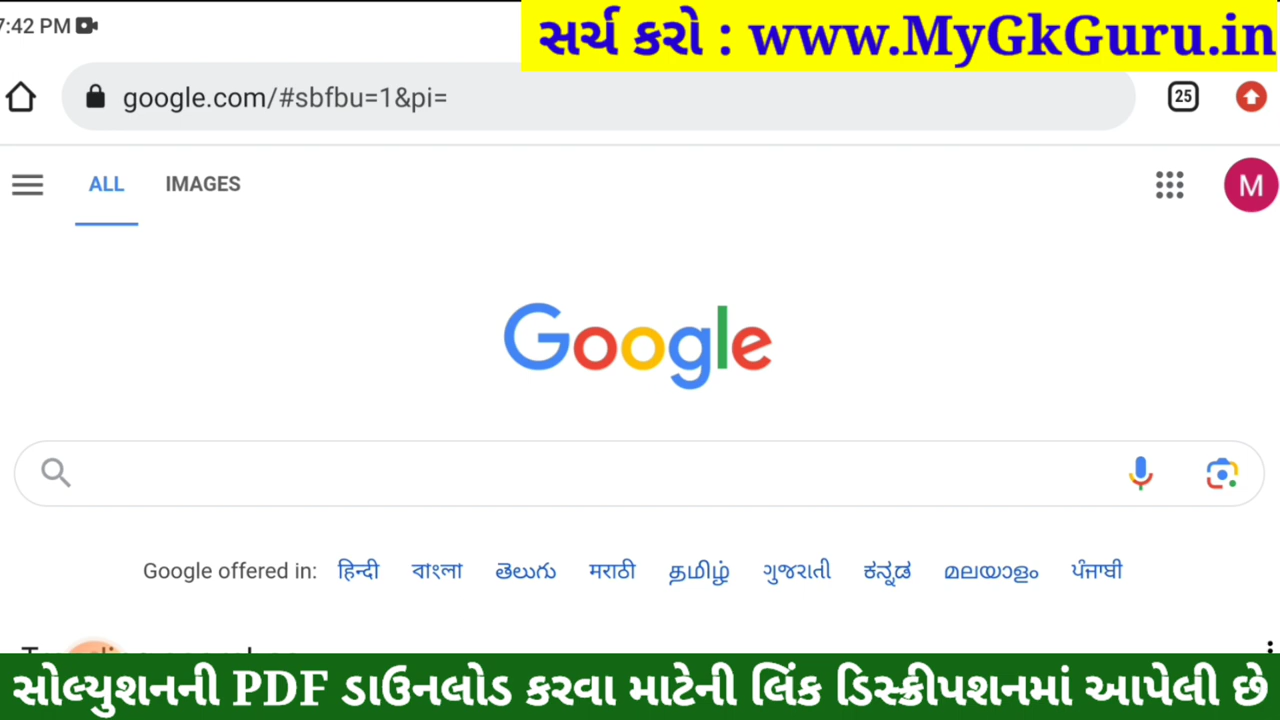 7:42 PM
સર્ચ કરો : www.MyGkGuru.in
google.com/#sbfbu=1&pi=
25
ALL IMAGES
M
Google
Google offered in: हिन्दी বাংলা తెలుగు मराठी தமிழ் ગુજરાતી ಕನ್ನಡ മലയാളം ਪੰਜਾਬੀ
સોલ્યુશનની PDF ડાઉનલોડ કરવા માટેની લિંક ડિસ્ક્રીપશનમાં આપેલી છે